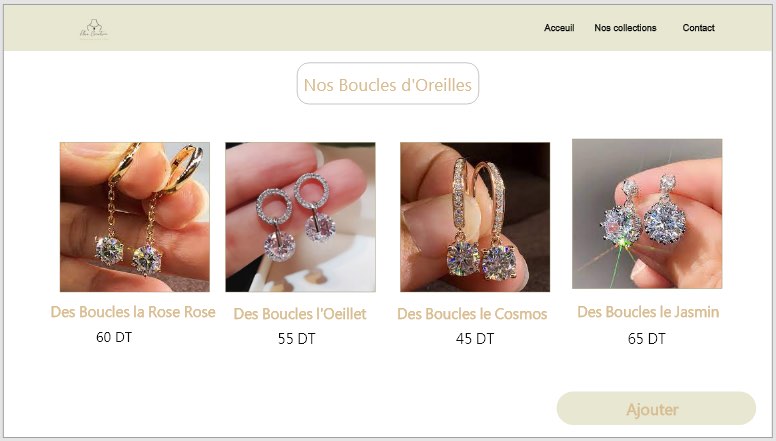 Acceuil Nos collections Contact
Nos Boucles d'Oreilles
Des Boucles la Rose Rose Des Boucles l'Oeillet Des Boucles le Cosmos Des Boucles le Jasmin
60 DT 55 DT 45 DT 65 DT
Ajouter